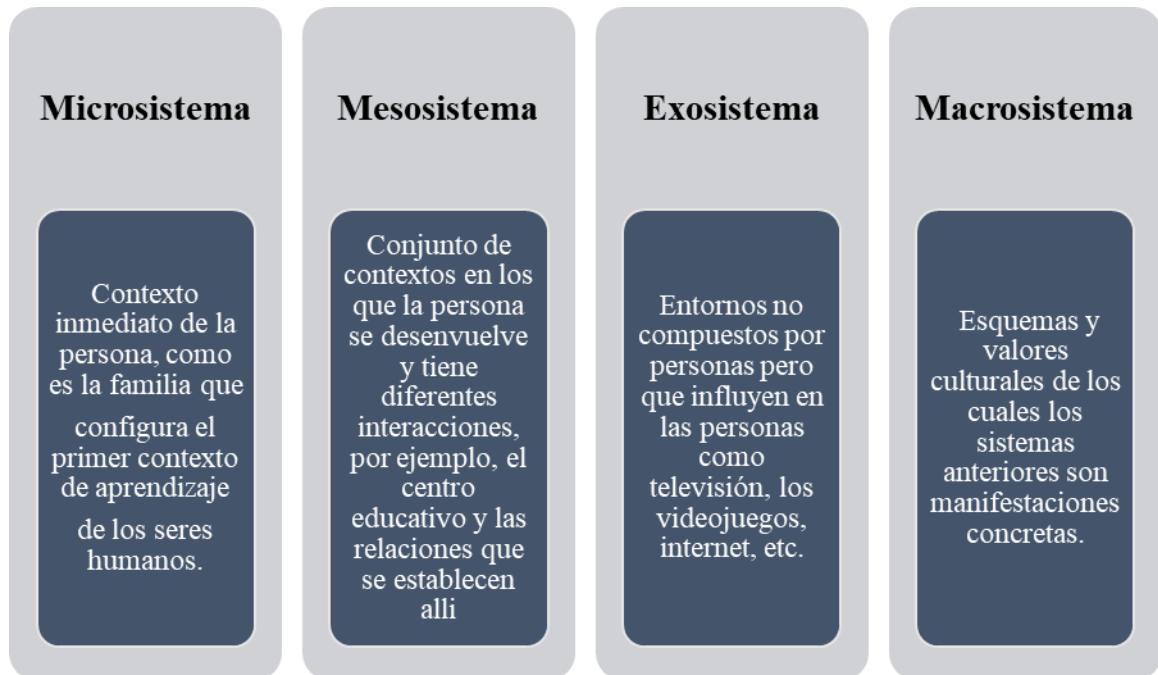 Microsistema
Contexto
inmediato de la
persona, como
es la familia que
configura el
primer contexto
de aprendizaje
de los seres
humanos.
Mesosistema
Conjunto de
contextos en los
que la persona
se desenvuelve
y tiene
diferentes
interacciones,
por ejemplo, el
centro
educativo y las
relaciones que
se establecen
alli
Exosistema
Entornos no
compuestos por
personas pero
que influyen en
las personas
como
televisión, los
videojuegos,
internet, etc.
Macrosistema
Esquemas y
valores
culturales de los
cuales los
sistemas
anteriores son
manifestaciones
concretas.